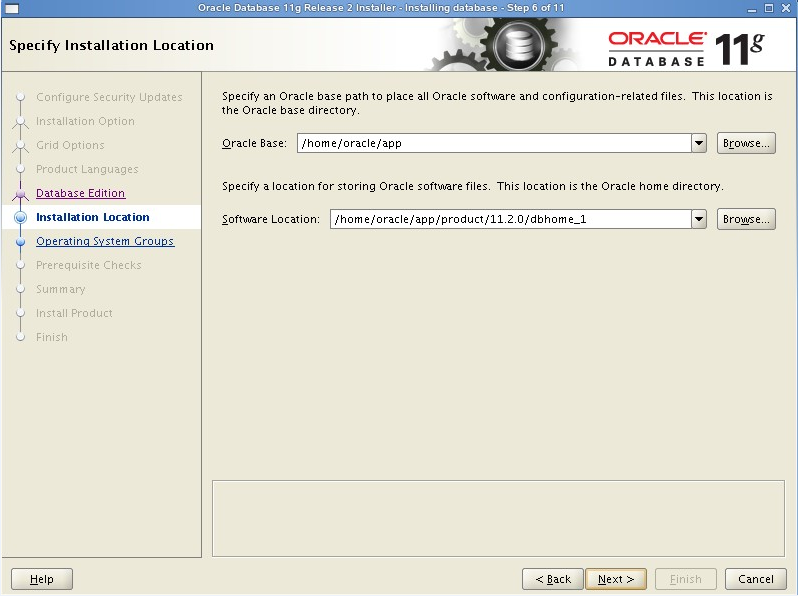 Oracle Database 11g Release 2 Installer - Installing database - Step 6 of 11
Specify Installation Location
ORACLE
DATABASE
11g
Configure Security Updates
Installation Option
Grid Options
Product Languages
Database Edition
Installation Location
Operating System Groups
Prerequisite Checks
Summary
Install Product
Finish
Specify an Oracle base path to place all Oracle software and configuration-related files.  This location is
the Oracle base directory.
Oracle Base: /home/oracle/app Browse...
Specify a location for storing Oracle software files.  This location is the Oracle home directory.
Software Location: /home/oracle/app/product/11.2.0/dbhome_1 Browse...
Help < Back Next > Finish Cancel